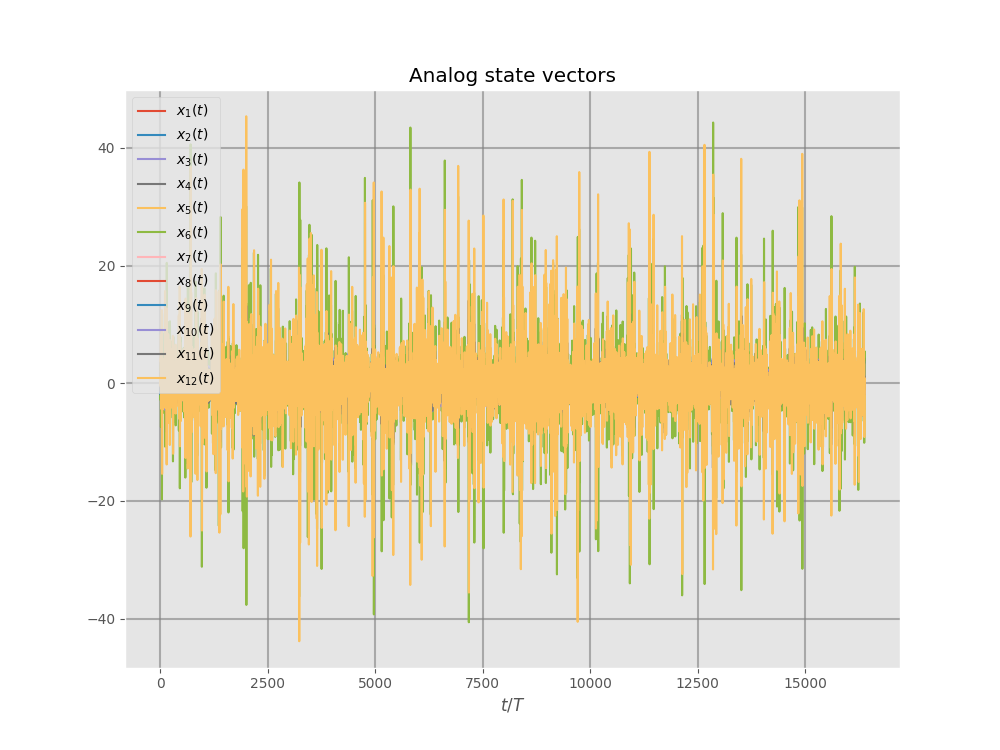 Analog state vectors
x₁(t)
x₂(t)
x₃(t)
x₄(t)
x₅(t)
x₆(t)
x₇(t)
x₈(t)
x₉(t)
x₁₀(t)
x₁₁(t)
x₁₂(t)
40
20
0
−20
−40
0 2500 5000 7500 10000 12500 15000
t/T